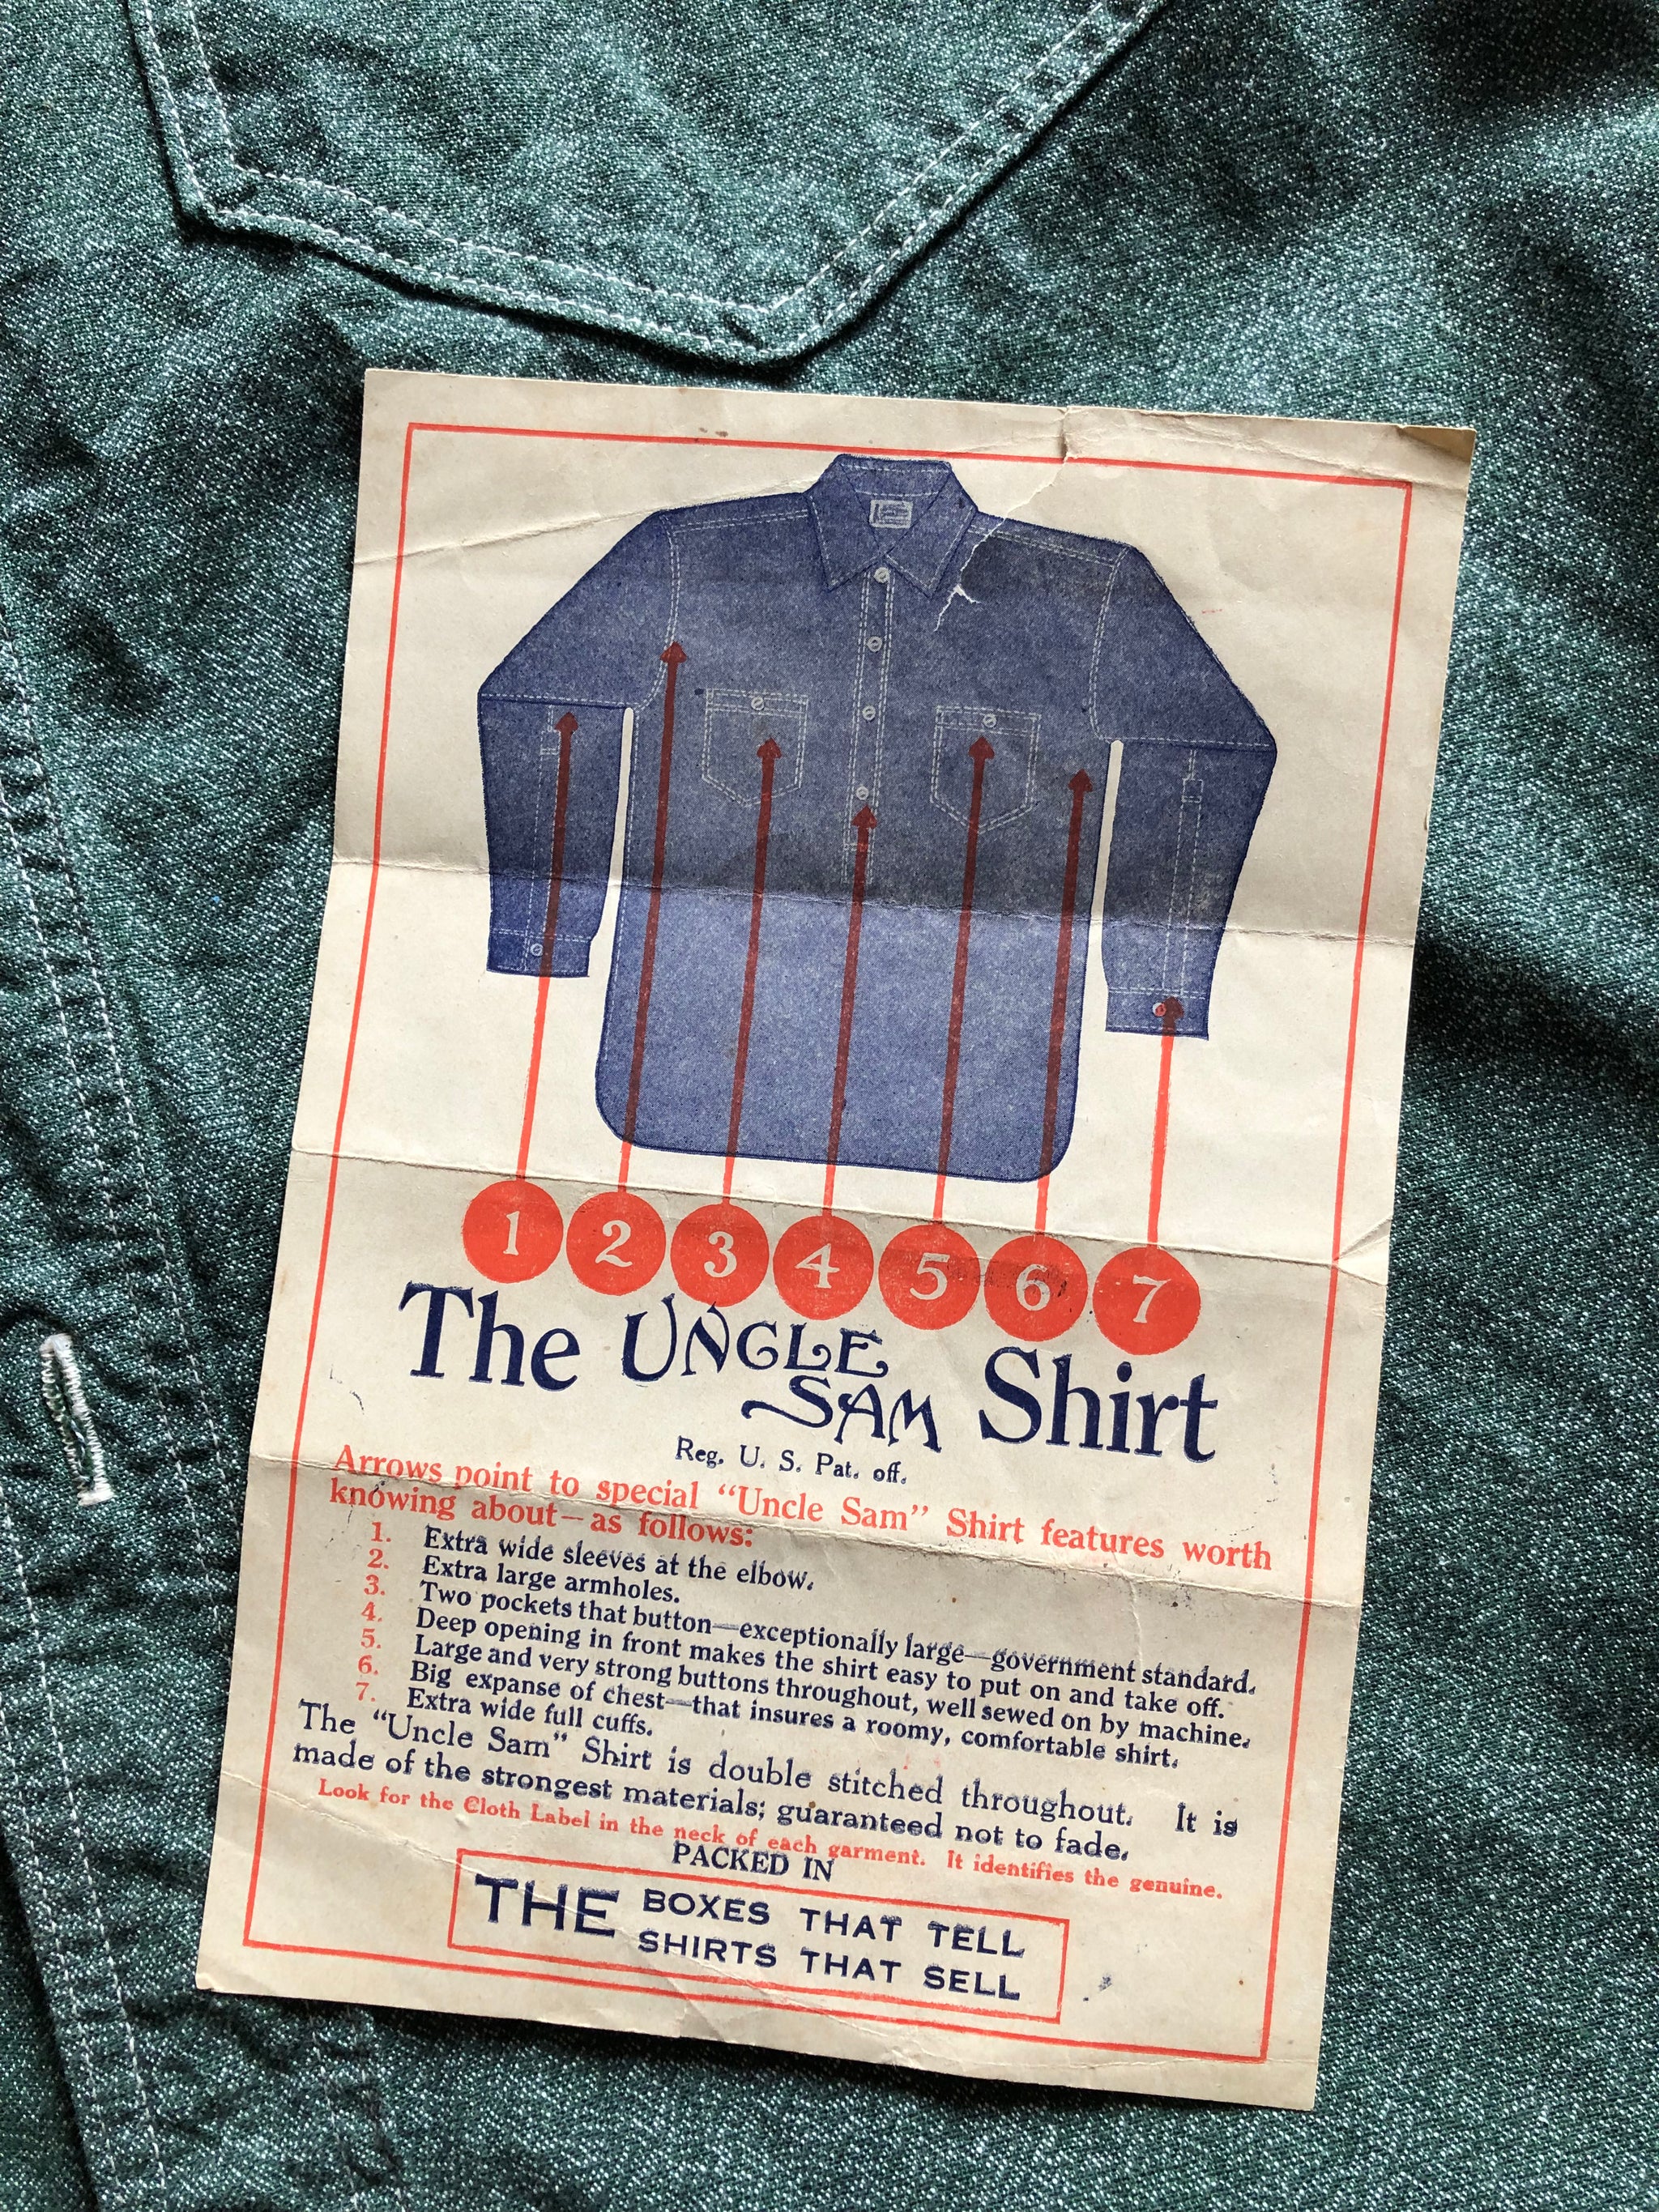 1 2 3 4 5 6 7
The UNCLE SAM Shirt
Reg. U. S. Pat. off.
Arrows point to special "Uncle Sam" Shirt features worth
knowing about—as follows:
1. Extra wide sleeves at the elbow.
2. Extra large armholes.
3. Two pockets that button—exceptionally large—government standard.
4. Deep opening in front makes the shirt easy to put on and take off.
5. Large and very strong buttons throughout, well sewed on by machine.
6. Big expanse of chest—that insures a roomy, comfortable shirt.
7. Extra wide full cuffs.
The "Uncle Sam" Shirt is double stitched throughout. It is
made of the strongest materials; guaranteed not to fade.
Look for the Cloth Label in the neck of each garment. It identifies the genuine.
PACKED IN
THE BOXES THAT TELL
SHIRTS THAT SELL